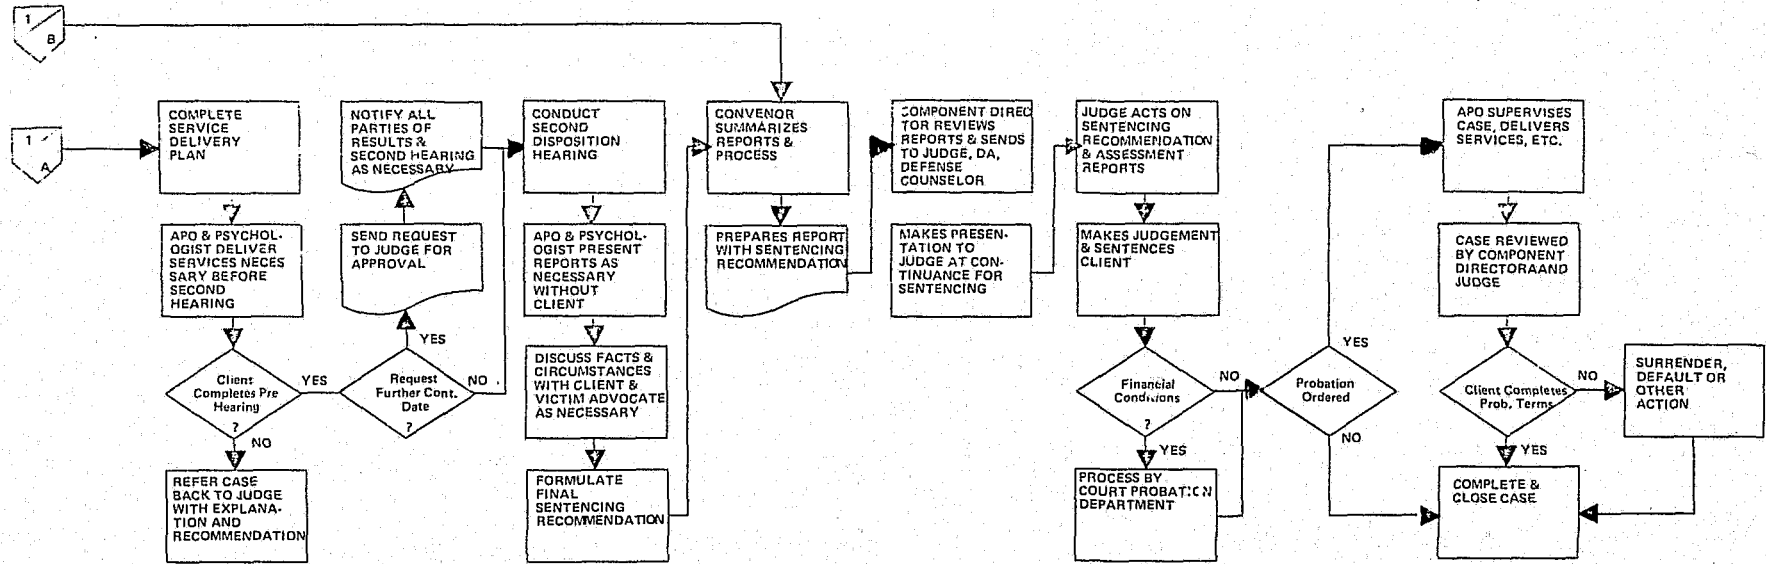 1
B
1
A
COMPLETE
SERVICE
DELIVERY
PLAN
APO & PSYCHOL-
OGIST DELIVER
SERVICES NECES
SARY BEFORE
SECOND
HEARING
Client
Completes Pre
Hearing
?
YES
NO
REFER CASE
BACK TO JUDGE
WITH EXPLANA-
TION AND
RECOMMENDATION
NOTIFY ALL
PARTIES OF
RESULTS &
SECOND HEARING
AS NECESSARY
SEND REQUEST
TO JUDGE FOR
APPROVAL
YES
Request
Further Cont.
Date
?
NO
CONDUCT
SECOND
DISPOSITION
HEARING
APO & PSYCHOL-
OGIST PRESENT
REPORTS AS
NECESSARY
WITHOUT
CLIENT
DISCUSS FACTS &
CIRCUMSTANCES
WITH CLIENT &
VICTIM ADVOCATE
AS NECESSARY
FORMULATE
FINAL
SENTENCING
RECOMMENDATION
CONVENOR
SUMMARIZES
REPORTS &
PROCESS
PREPARES REPORT
WITH SENTENCING
RECOMMENDATION
COMPONENT DIREC
TOR REVIEWS
REPORTS & SENDS
TO JUDGE, DA,
DEFENSE
COUNSELOR
MAKES PRESEN-
TATION TO
JUDGE AT CON-
TINUANCE FOR
SENTENCING
JUDGE ACTS ON
SENTENCING
RECOMMENDATION
& ASSESSMENT
REPORTS
MAKES JUDGEMENT
& SENTENCES
CLIENT
Financial
Conditions
?
NO
YES
PROCESS BY
COURT PROBATION
DEPARTMENT
YES
Probation
Ordered
NO
APO SUPERVISES
CASE, DELIVERS
SERVICES, ETC.
CASE REVIEWED
BY COMPONENT
DIRECTORAAND
JUDGE
Client Completes
Prob. Terms
NO
YES
SURRENDER,
DEFAULT OR
OTHER
ACTION
COMPLETE &
CLOSE CASE